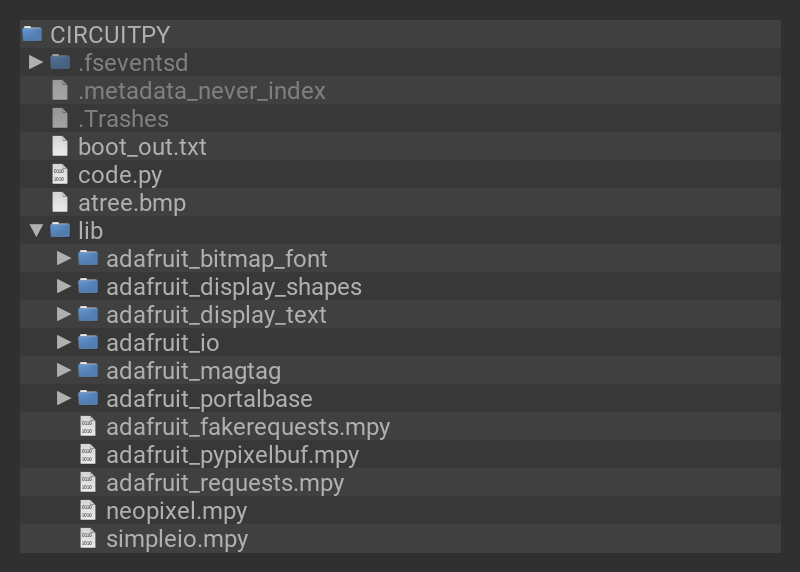 CIRCUITPY
.fseventsd
.metadata_never_index
.Trashes
boot_out.txt
code.py
atree.bmp
lib
adafruit_bitmap_font
adafruit_display_shapes
adafruit_display_text
adafruit_io
adafruit_magtag
adafruit_portalbase
adafruit_fakerequests.mpy
adafruit_pypixelbuf.mpy
adafruit_requests.mpy
neopixel.mpy
simpleio.mpy